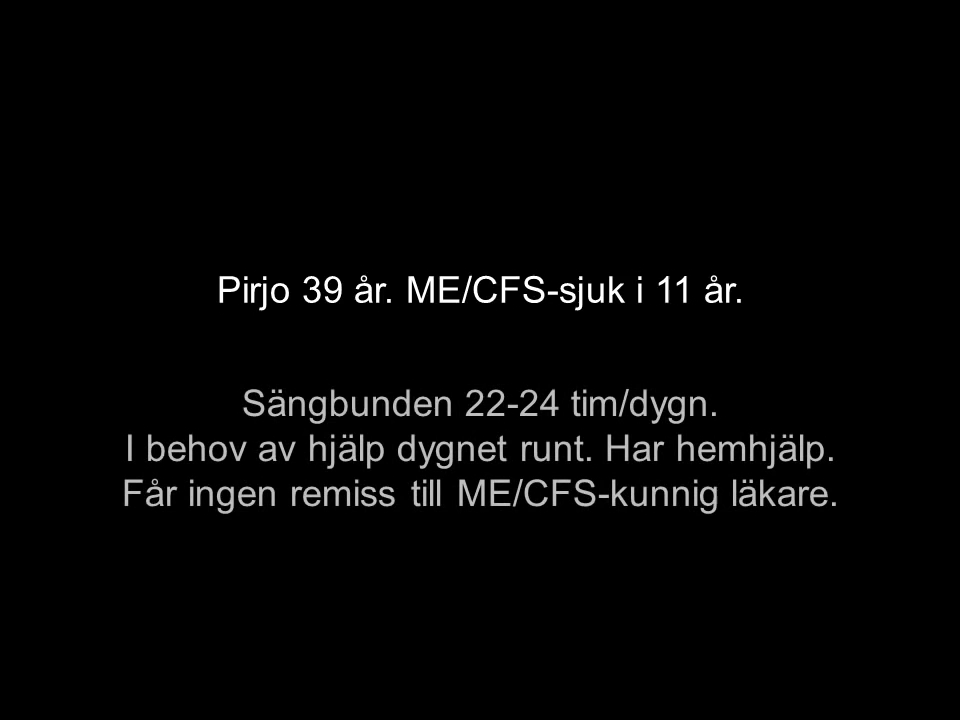 Pirjo 39 år. ME/CFS-sjuk i 11 år.
Sängbunden 22-24 tim/dygn.
I behov av hjälp dygnet runt. Har hemhjälp.
Får ingen remiss till ME/CFS-kunnig läkare.